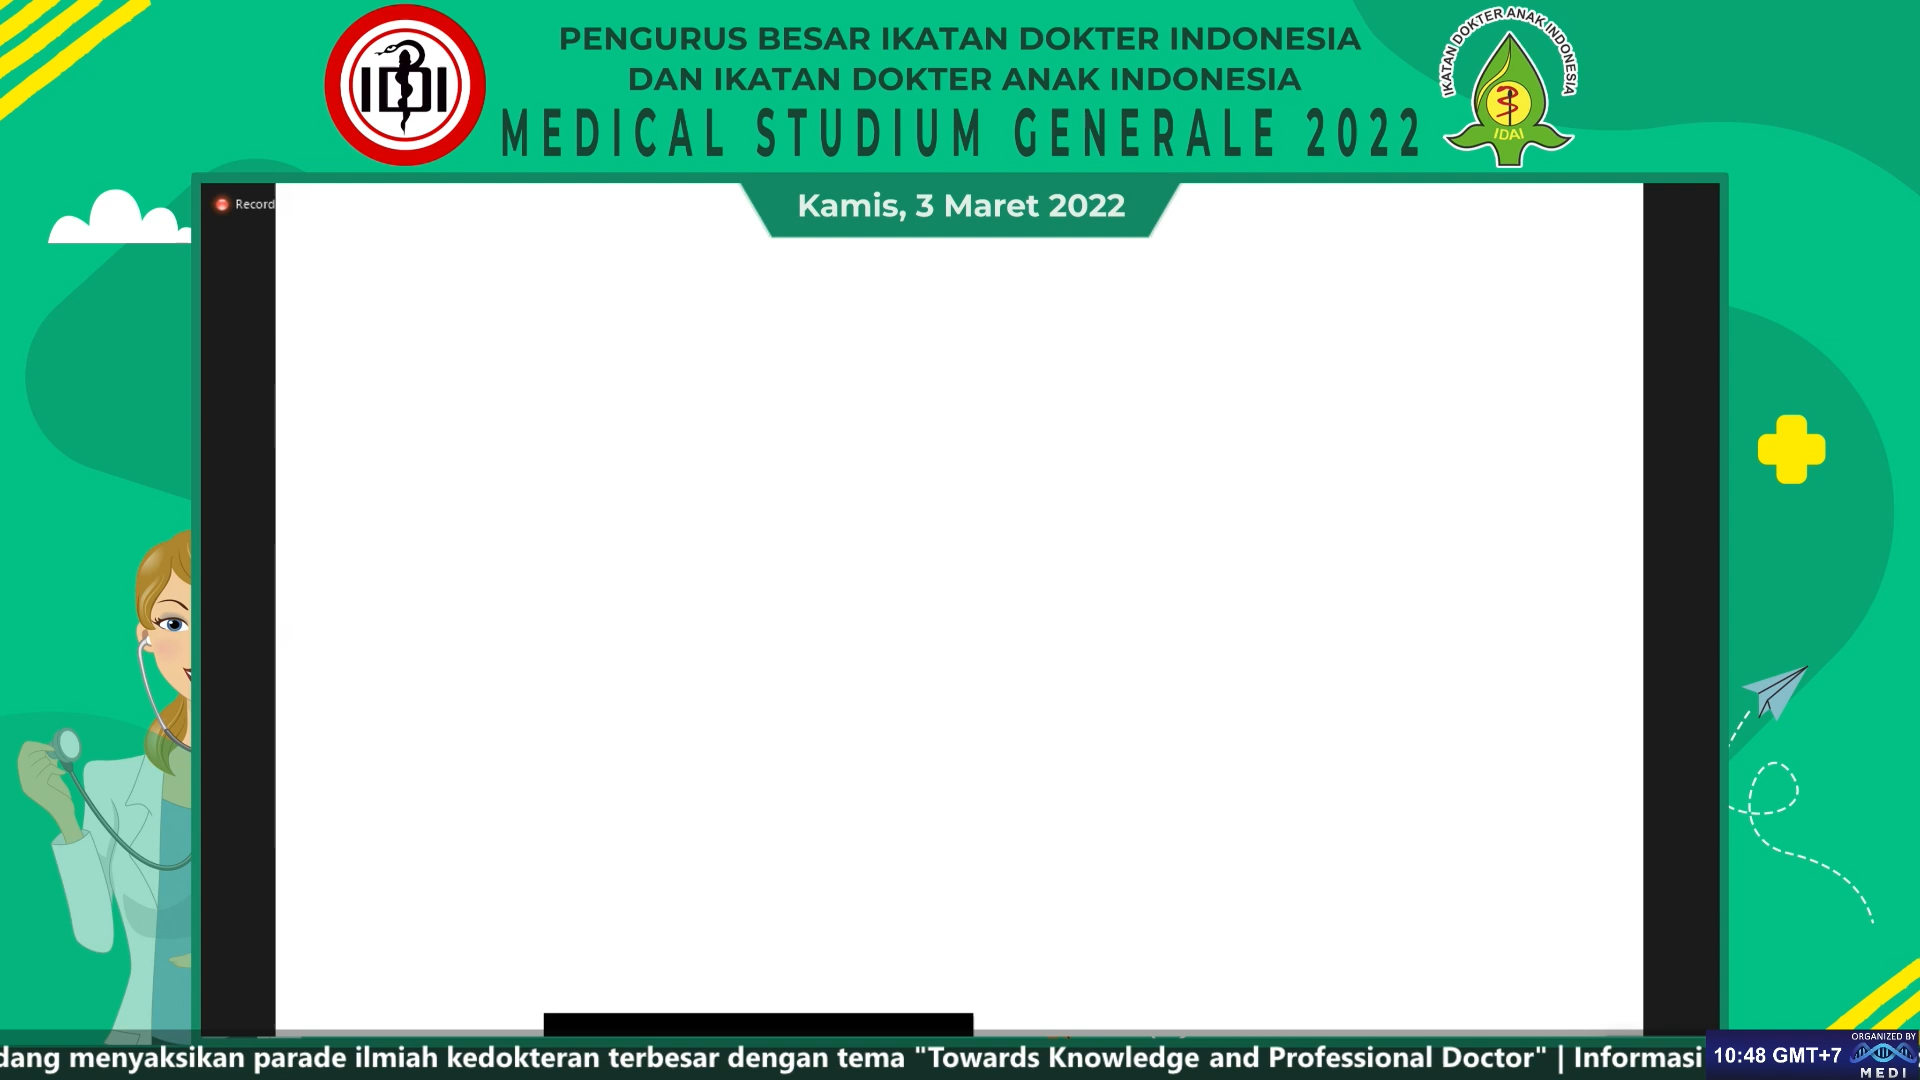 IDI
PENGURUS BESAR IKATAN DOKTER INDONESIA
DAN IKATAN DOKTER ANAK INDONESIA
MEDICAL STUDIUM GENERALE 2022
IKATAN DOKTER ANAK INDONESIA
IDAI
Record
Kamis, 3 Maret 2022
dang menyaksikan parade ilmiah kedokteran terbesar dengan tema "Towards Knowledge and Professional Doctor" | Informasi
10:48 GMT+7
ORGANIZED BY
MEDI